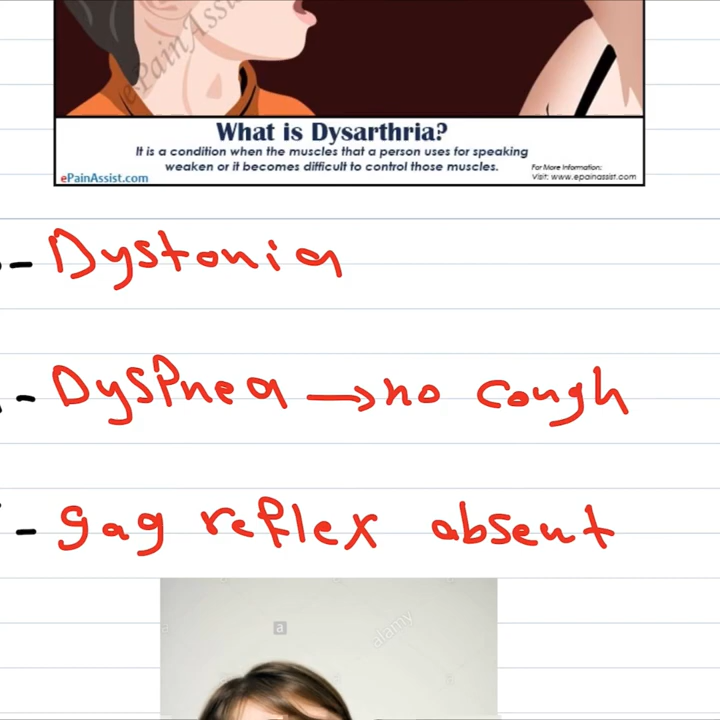 ePainAssist
What is Dysarthria?
It is a condition when the muscles that a person uses for speaking
weaken or it becomes difficult to control those muscles.
For More Information:
Visit: www.epainassist.com
ePainAssist.com
- Dystonia
- Dyspnea → no cough
- gag reflex absent
a
alamy